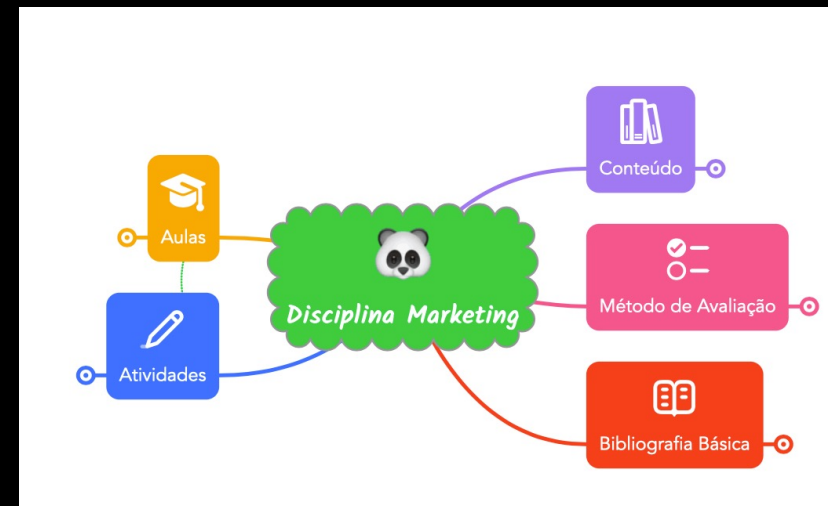 Conteúdo
Aulas
Disciplina Marketing
Método de Avaliação
Atividades
Bibliografia Básica